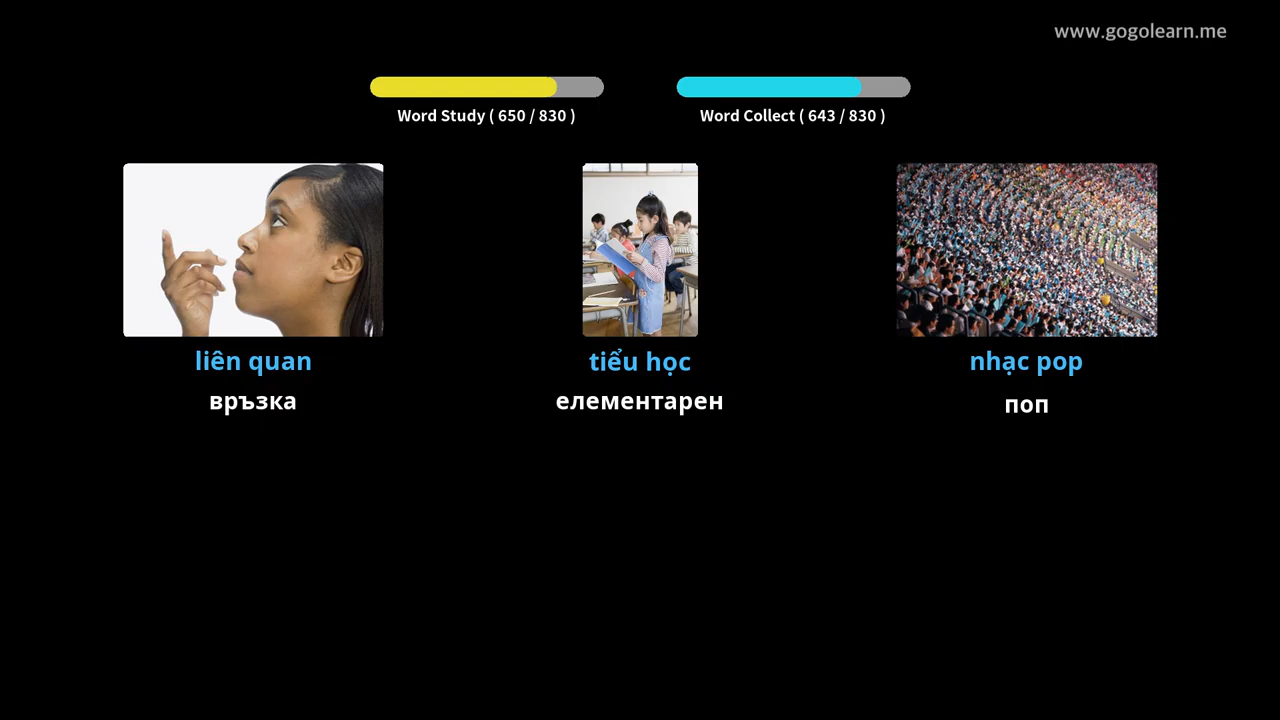 www.gogolearn.me
Word Study ( 650 / 830 )
Word Collect ( 643 / 830 )
liên quan
tiểu học
nhạc pop
връзка
елементарен
поп